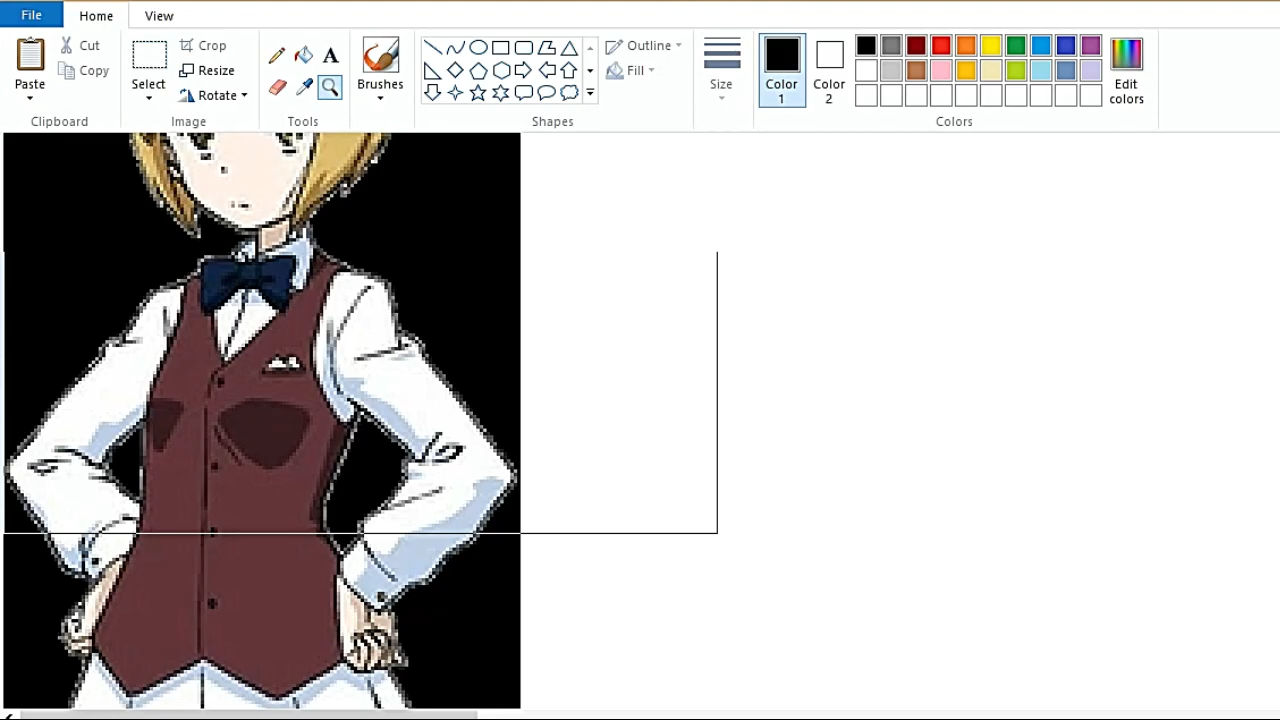 File Home View
Paste Cut Copy Clipboard
Select Crop Resize Rotate Image
A Tools
Brushes
Outline Fill Shapes
Size
Color 1 Color 2 Edit colors Colors